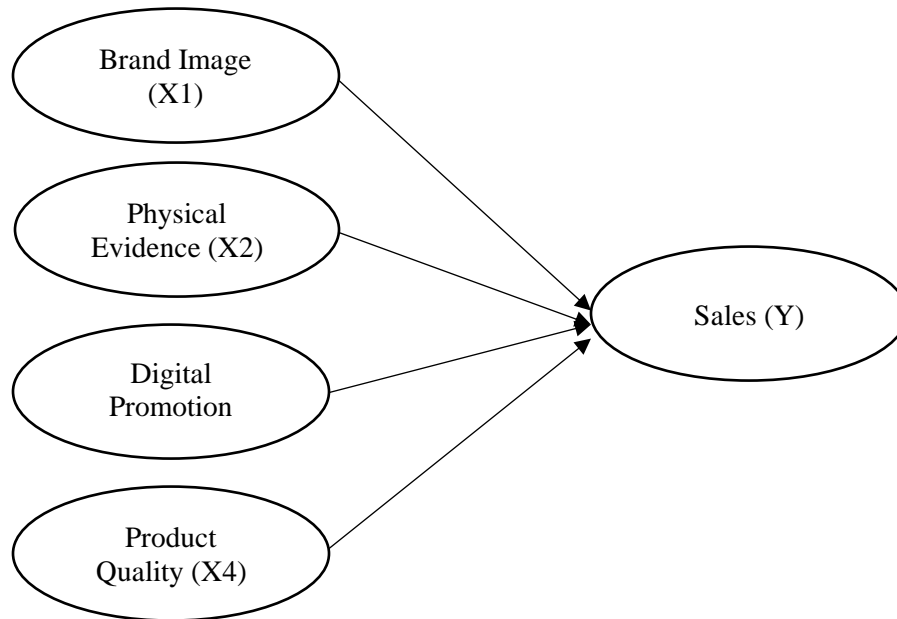 Brand Image
(X1)
Physical
Evidence (X2)
Digital
Promotion
Product
Quality (X4)
Sales (Y)